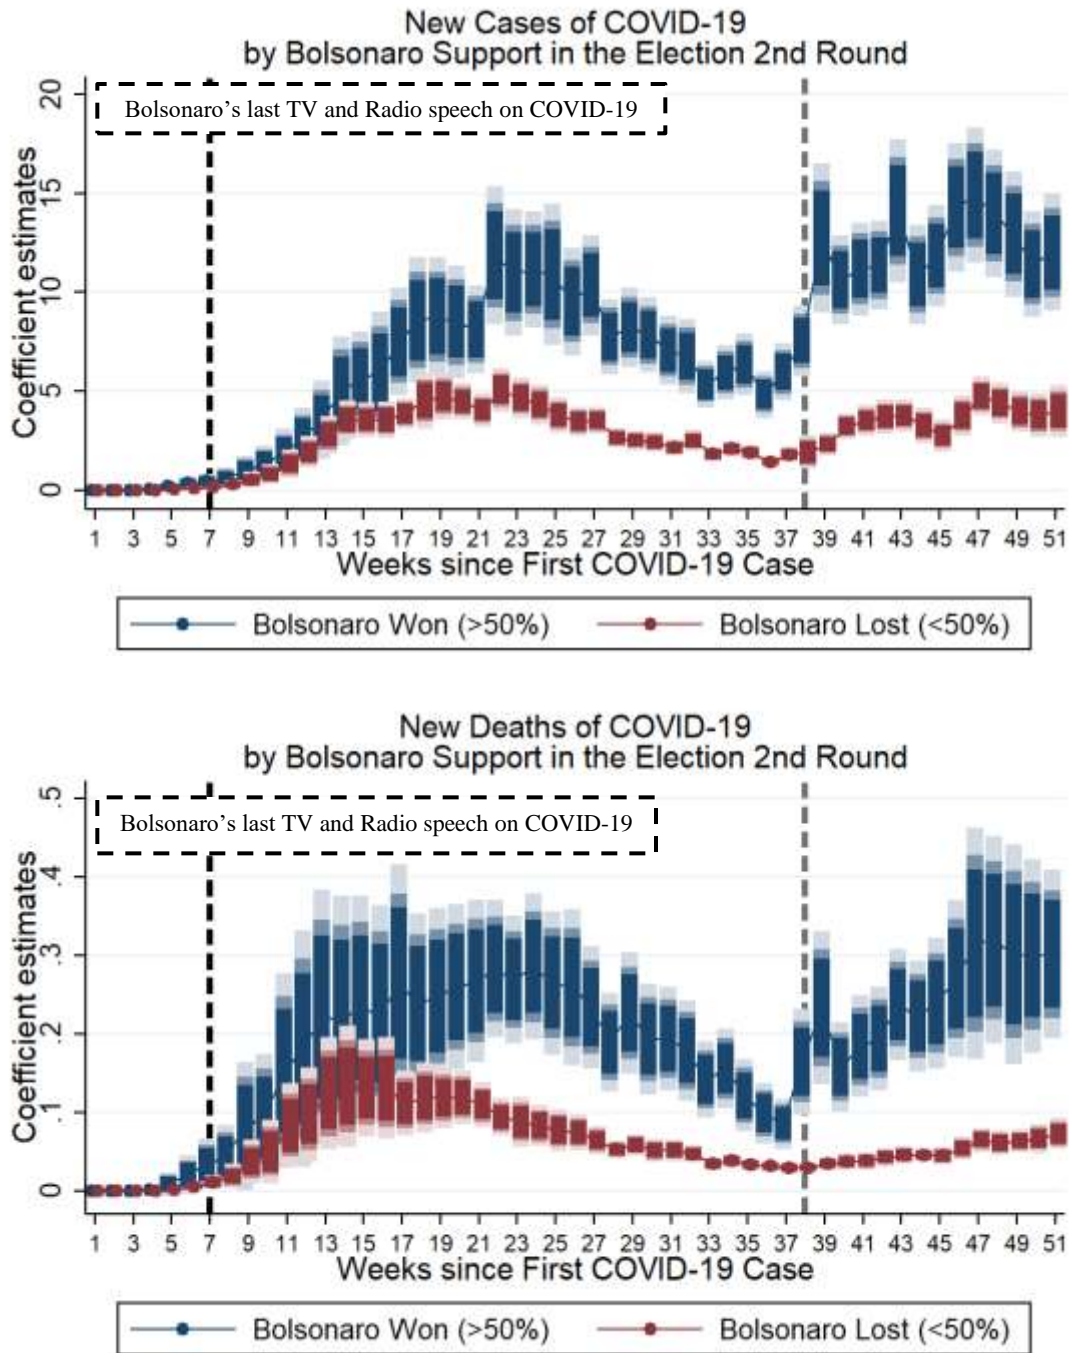 New Cases of COVID-19
by Bolsonaro Support in the Election 2nd Round
Bolsonaro’s last TV and Radio speech on COVID-19
Coefficient estimates
20
15
10
5
0
1 3 5 7 9 11 13 15 17 19 21 23 25 27 29 31 33 35 37 39 41 43 45 47 49 51
Weeks since First COVID-19 Case
Bolsonaro Won (>50%) Bolsonaro Lost (<50%)
New Deaths of COVID-19
by Bolsonaro Support in the Election 2nd Round
Bolsonaro’s last TV and Radio speech on COVID-19
Coefficient estimates
.5
.4
.3
.2
.1
0
1 3 5 7 9 11 13 15 17 19 21 23 25 27 29 31 33 35 37 39 41 43 45 47 49 51
Weeks since First COVID-19 Case
Bolsonaro Won (>50%) Bolsonaro Lost (<50%)